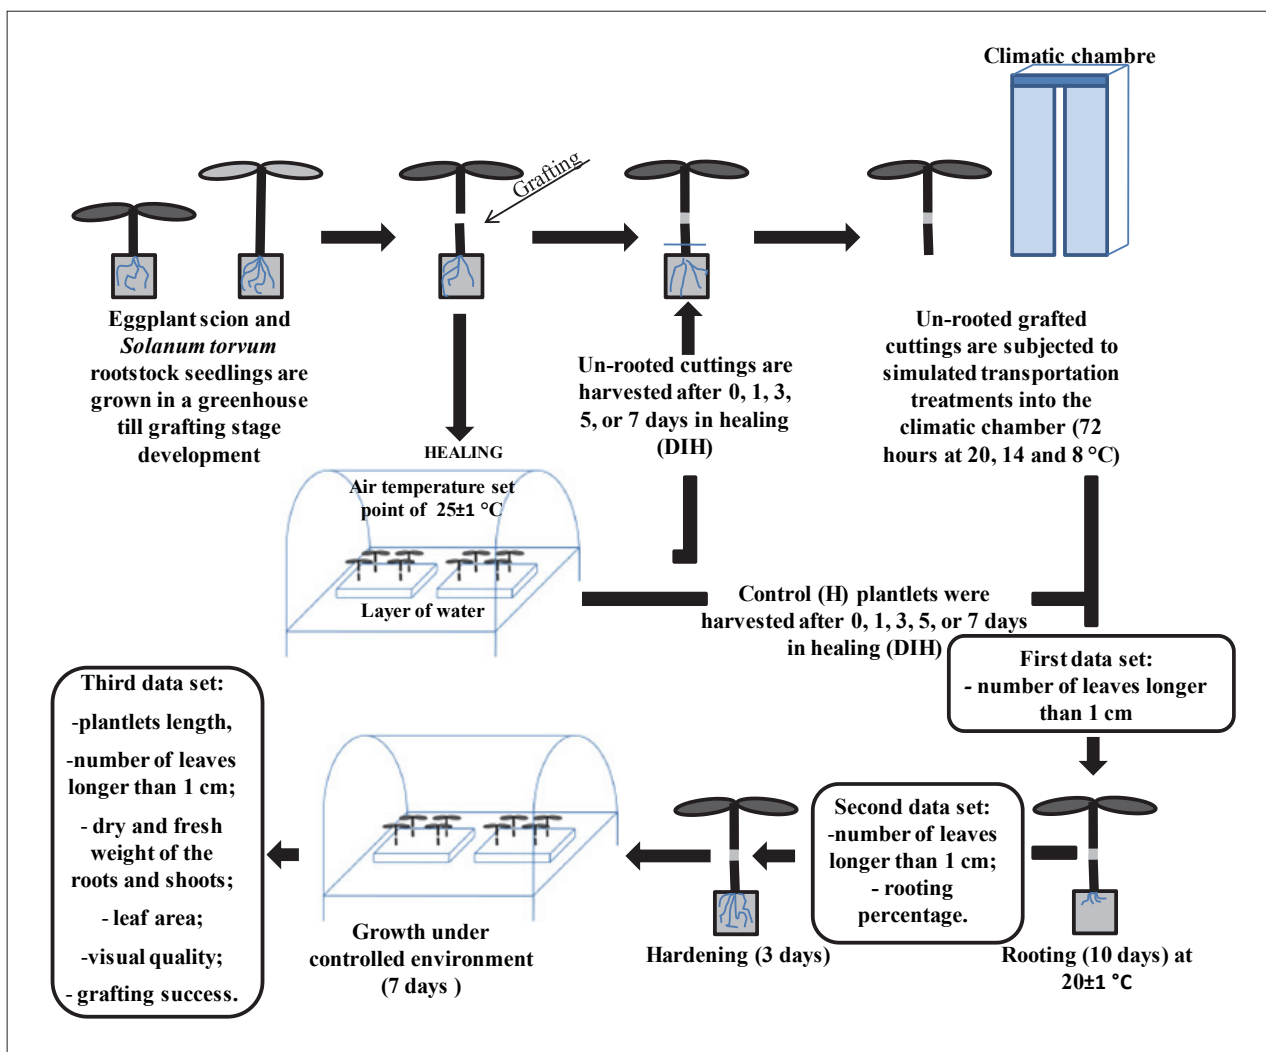 Climatic chambre
Grafting
Eggplant scion and
Solanum torvum
rootstock seedlings are
grown in a greenhouse
till grafting stage
development
Un-rooted cuttings are
harvested after 0, 1, 3,
5, or 7 days in healing
(DIH)
Un-rooted grafted
cuttings are subjected to
simulated transportation
treatments into the
climatic chamber (72
hours at 20, 14 and 8 °C)
HEALING
Air temperature set
point of 25±1 °C
Layer of water
Control (H) plantlets were
harvested after 0, 1, 3, 5, or 7 days
in healing (DIH)
First data set:
- number of leaves longer
than 1 cm
Rooting (10 days) at
20±1 °C
Second data set:
-number of leaves
longer than 1 cm;
- rooting
percentage.
Hardening (3 days)
Growth under
controlled environment
(7 days )
Third data set:
-plantlets length,
-number of leaves
longer than 1 cm;
- dry and fresh
weight of the
roots and shoots;
- leaf area;
-visual quality;
- grafting success.